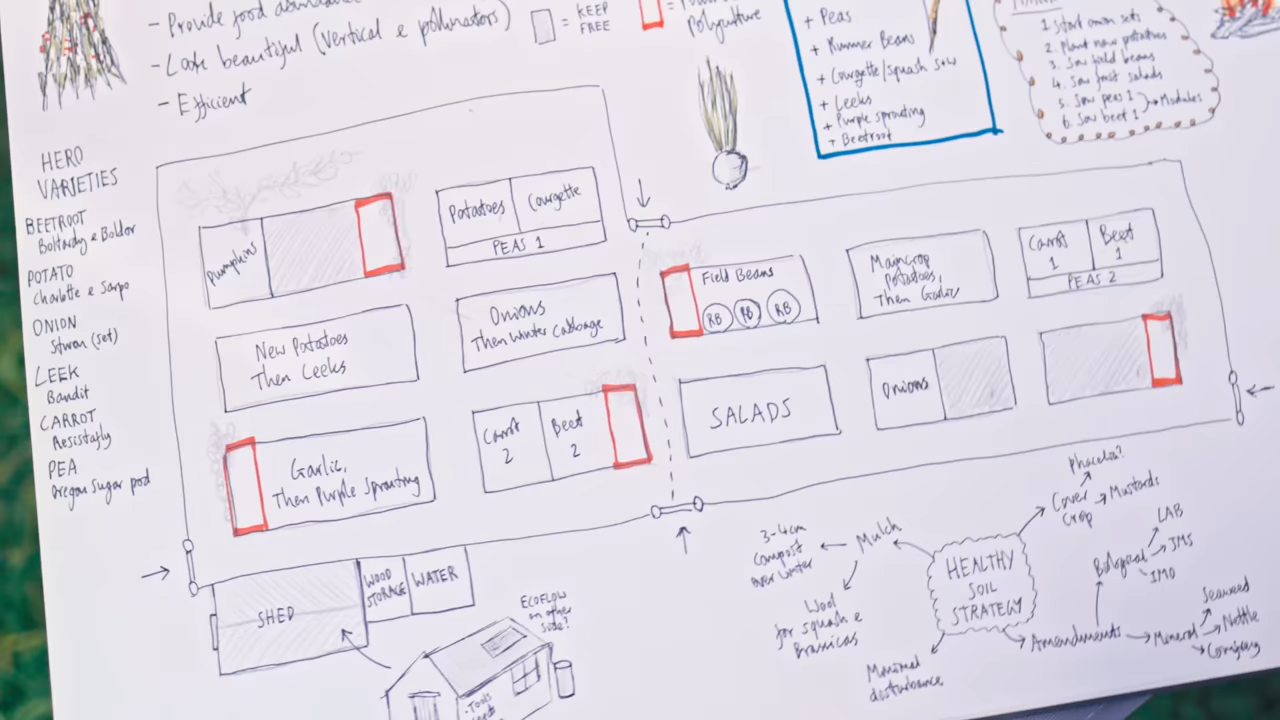 - Provide food abundance
- Look beautiful (vertical & pollinators)
- Efficient
= KEEP
FREE
Polyculture
+ Peas
+ Runner Beans
+ Courgette/squash sow
+ Leeks
+ Purple sprouting
+ Beetroot
1. Start onion sets
2. Plant new potatoes
3. Sow field beans
4. Sow fast salads
5. Sow peas 1
6. Sow beet 1
→ Modules
HERO
VARIETIES
BEETROOT
Boltardy & Boldor
POTATO
Charlotte & Sarpo
ONION
Sturon (set)
LEEK
Bandit
CARROT
Resistafly
PEA
Oregon Sugar pod
Pumpkins
Potatoes
Courgette
PEAS 1
New Potatoes
Then Leeks
Onions
Then Winter Cabbage
Garlic,
Then Purple Sprouting
Carrot
2
Beet
2
Field Beans
RB
RB
RB
Maincrop
Potatoes,
Then Garlic
Carrot
1
Beet
1
PEAS 2
SALADS
Onions
SHED
WOOD
STORAGE
WATER
ECOFLOW
on other
side?
-Tools
HEALTHY
SOIL
STRATEGY
Mulch
3-4cm
compost
over winter
Wool
for squash &
Brassicas
Minimal
disturbance
Cover
Crop
Phacelia?
Mustards
Amendments
Biological
LAB
JMS
IMO
Mineral
Seaweed
Nettle
Comfrey